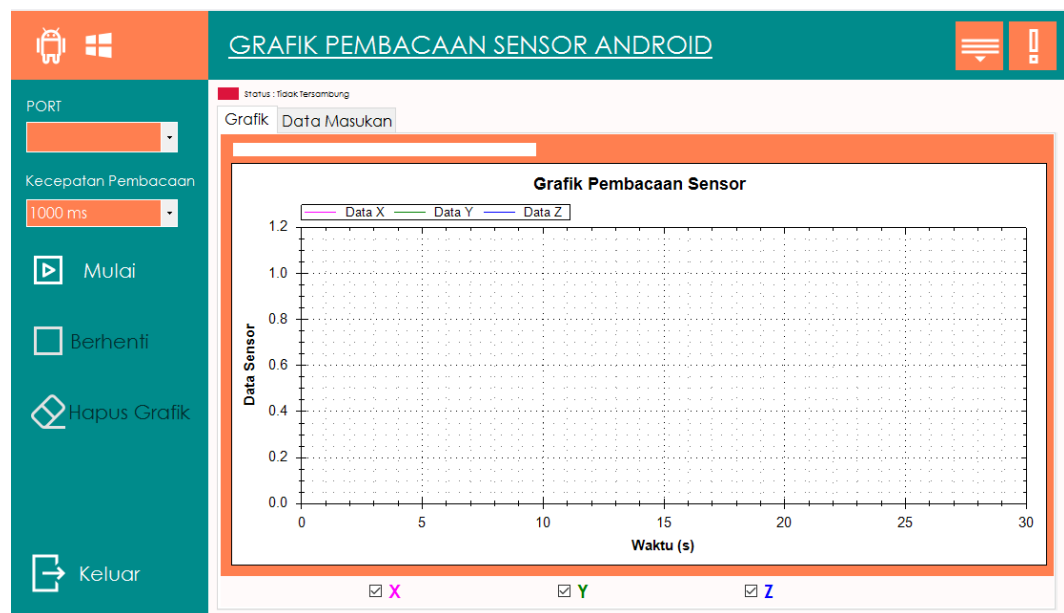 GRAFIK PEMBACAAN SENSOR ANDROID
PORT
Kecepatan Pembacaan
1000 ms
Mulai
Berhenti
Hapus Grafik
Keluar
Status : Tidak Tersambung
Grafik Data Masukan
Grafik Pembacaan Sensor
Data X Data Y Data Z
Data Sensor
1.2
1.0
0.8
0.6
0.4
0.2
0.0
0 5 10 15 20 25 30
Waktu (s)
X Y Z